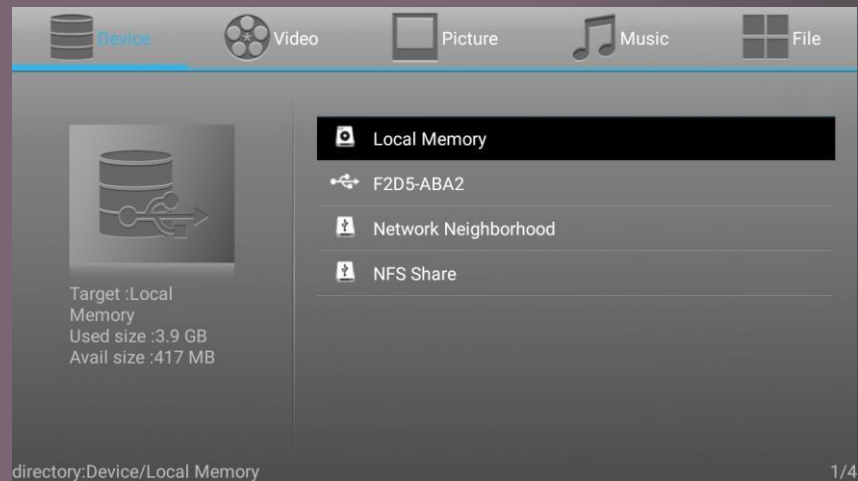 Device
Video
Picture
Music
File
Local Memory
F2D5-ABA2
Network Neighborhood
NFS Share
Target :Local
Memory
Used size :3.9 GB
Avail size :417 MB
directory:Device/Local Memory
1/4